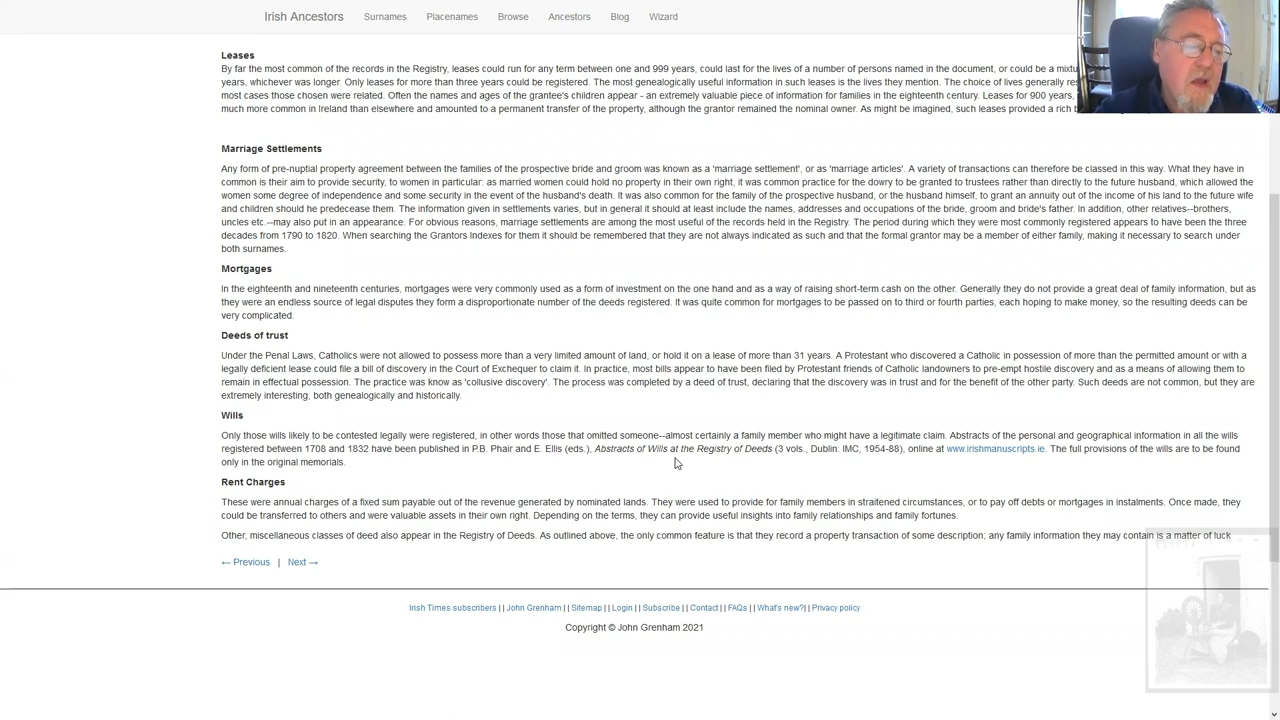 Irish Ancestors Surnames Placenames Browse Ancestors Blog Wizard
Leases
By far the most common of the records in the Registry, leases could run for any term between one and 999 years, could last for the lives of a number of persons named in the document, or could be a
years, whichever was longer. Only leases for more than three years could be registered. The most genealogically useful information in such leases is the lives they mention. The choice of lives generally
most cases those chosen were related. Often the names and ages of the grantee's children appear - an extremely valuable piece of information for families in the eighteenth century. Leases for 900 years,
much more common in Ireland than elsewhere and amounted to a permanent transfer of the property, although the grantor remained the nominal owner. As might be imagined, such leases provided a rich
Marriage Settlements
Any form of pre-nuptial property agreement between the families of the prospective bride and groom was known as a 'marriage settlement', or as 'marriage articles'. A variety of transactions can therefore be classed in this way. What they have in
common is their aim to provide security, to women in particular: as married women could hold no property in their own right, it was common practice for the dowry to be granted to trustees rather than directly to the future husband, which allowed the
women some degree of independence and some security in the event of the husband's death. It was also common for the family of the prospective husband, or the husband himself, to grant an annuity out of the income of his land to the future wife
and children should he predecease them. The information given in settlements varies, but in general it should at least include the names, addresses and occupations of the bride, groom and bride's father. In addition, other relatives--brothers,
uncles etc --may also put in an appearance. For obvious reasons, marriage settlements are among the most useful of the records held in the Registry. The period during which they were most commonly registered appears to have been the three
decades from 1790 to 1820. When searching the Grantors Indexes for them it should be remembered that they are not always indicated as such and that the formal grantor may be a member of either family, making it necessary to search under
both surnames.
Mortgages
In the eighteenth and nineteenth centuries, mortgages were very commonly used as a form of investment on the one hand and as a way of raising short-term cash on the other. Generally they do not provide a great deal of family information, but as
they were an endless source of legal disputes they form a disproportionate number of the deeds registered. It was quite common for mortgages to be passed on to third or fourth parties, each hoping to make money, so the resulting deeds can be
very complicated.
Deeds of trust
Under the Penal Laws, Catholics were not allowed to possess more than a very limited amount of land, or hold it on a lease of more than 31 years. A Protestant who discovered a Catholic in possession of more than the permitted amount or with a
legally deficient lease could file a bill of discovery in the Court of Exchequer to claim it. In practice, most bills appear to have been filed by Protestant friends of Catholic landowners to pre-empt hostile discovery and as a means of allowing them to
remain in effectual possession. The practice was known as 'collusive discovery'. The process was completed by a deed of trust, declaring that the discovery was in trust and for the benefit of the other party. Such deeds are not common, but they are
extremely interesting, both genealogically and historically.
Wills
Only those wills likely to be contested legally were registered, in other words those that omitted someone--almost certainly a family member who might have a legitimate claim. Abstracts of the personal and geographical information in all the wills
registered between 1708 and 1832 have been published in P.B. Phair and E. Ellis (eds.), Abstracts of Wills at the Registry of Deeds (3 vols., Dublin: IMC, 1954-88), online at www.irishmanuscripts.ie. The full provisions of the wills are to be found
only in the original memorials.
Rent Charges
These were annual charges of a fixed sum payable out of the revenue generated by nominated lands. They were used to provide for family members in straitened circumstances, or to pay off debts or mortgages in instalments. Once made, they
could be transferred to others and were valuable assets in their own right. Depending on the terms, they can provide useful insights into family relationships and family fortunes.
Other, miscellaneous classes of deed also appear in the Registry of Deeds. As outlined above, the only common feature is that they record a property transaction of some description; any family information they may contain is a matter of luck
← Previous | Next →
Irish Times subscribers | | John Grenham | | Sitemap | | Login | | Subscribe | | Contact | | FAQs | | What's new?| | Privacy policy
Copyright © John Grenham 2021